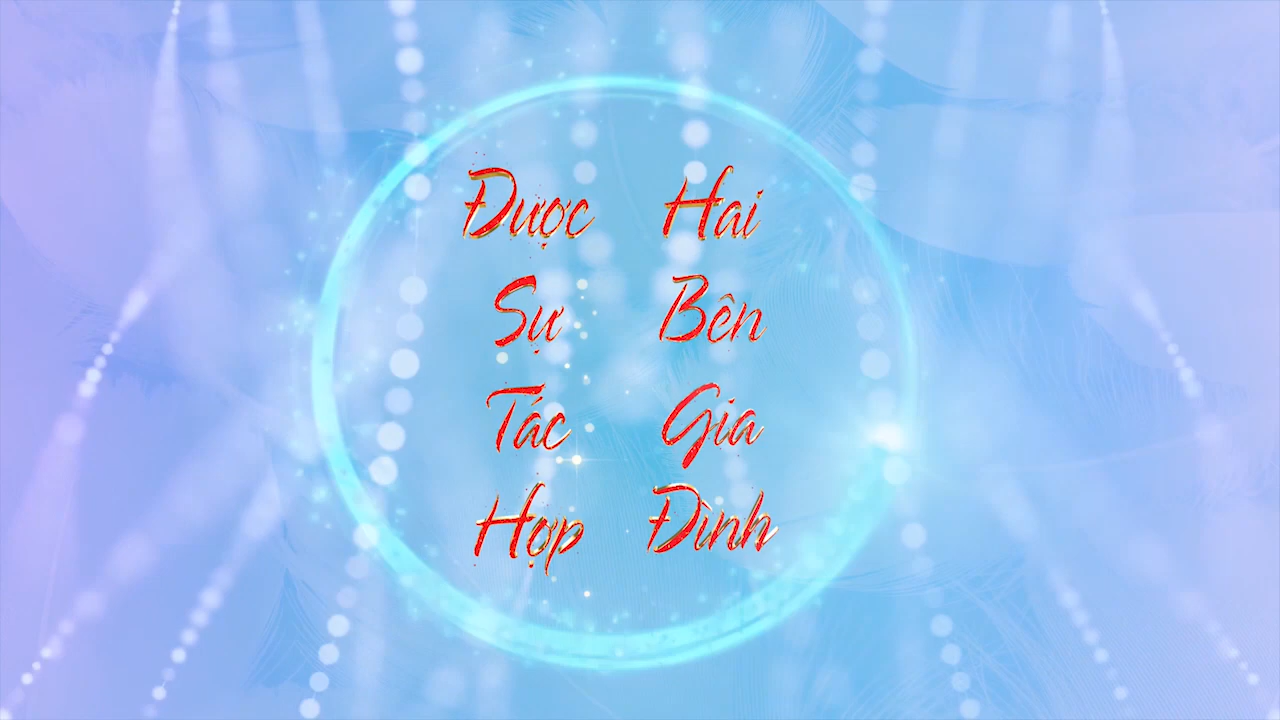 Được
Sự
Tác
Hợp
Hai
Bên
Gia
Đình